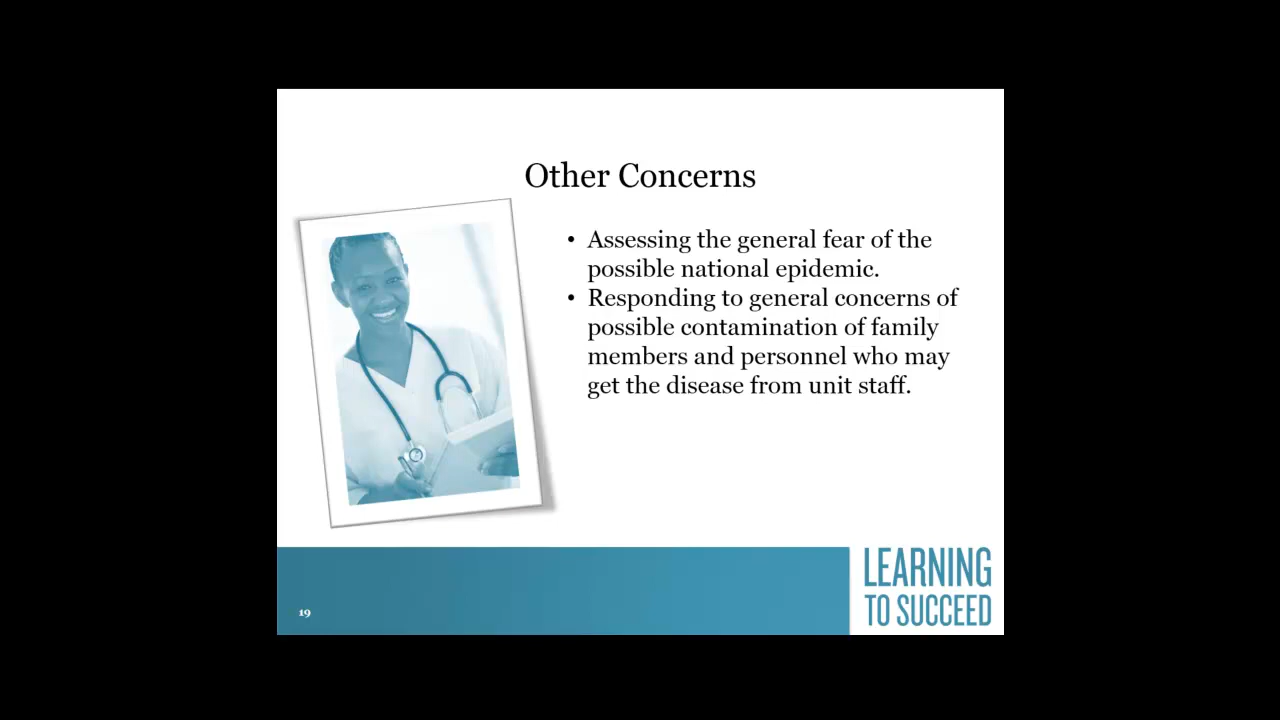 Other Concerns
• Assessing the general fear of the
possible national epidemic.
• Responding to general concerns of
possible contamination of family
members and personnel who may
get the disease from unit staff.
19
LEARNING
TO SUCCEED